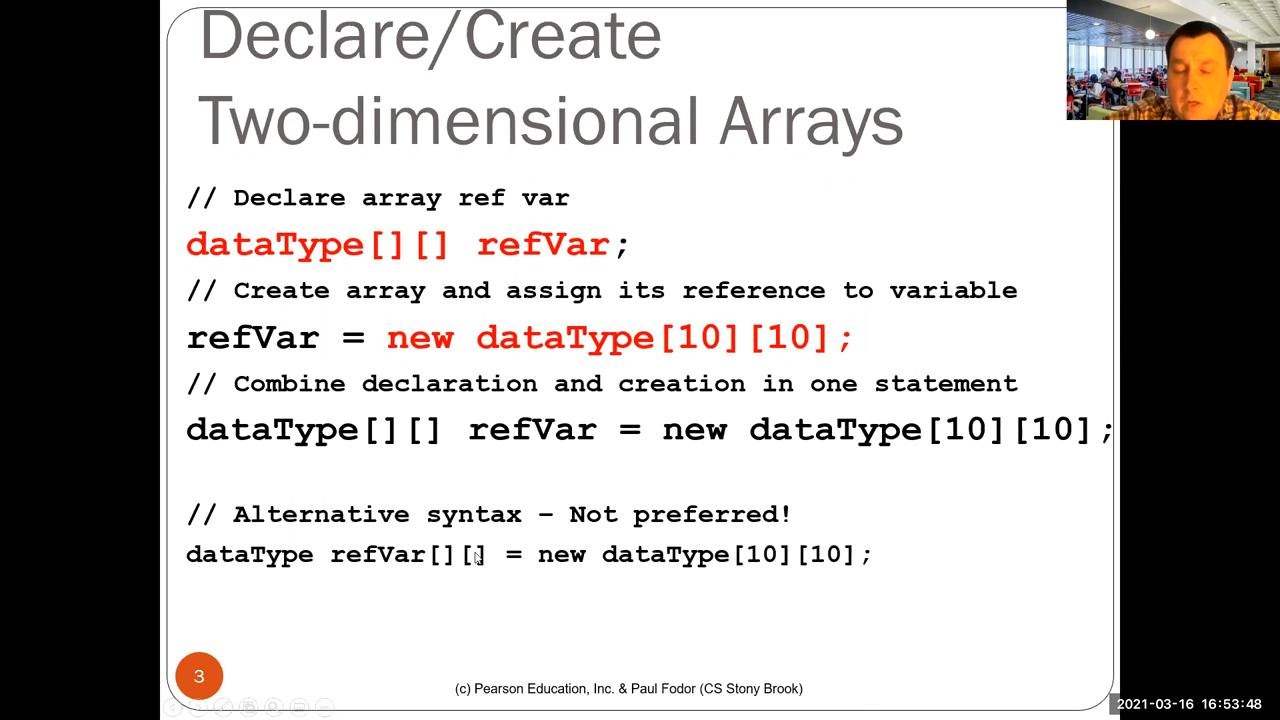 Declare/Create
Two-dimensional Arrays
// Declare array ref var
dataType[][] refVar;
// Create array and assign its reference to variable
refVar = new dataType[10][10];
// Combine declaration and creation in one statement
dataType[][] refVar = new dataType[10][10];
// Alternative syntax – Not preferred!
dataType refVar[][] = new dataType[10][10];
3
(c) Pearson Education, Inc. & Paul Fodor (CS Stony Brook)
2021-03-16 16:53:48